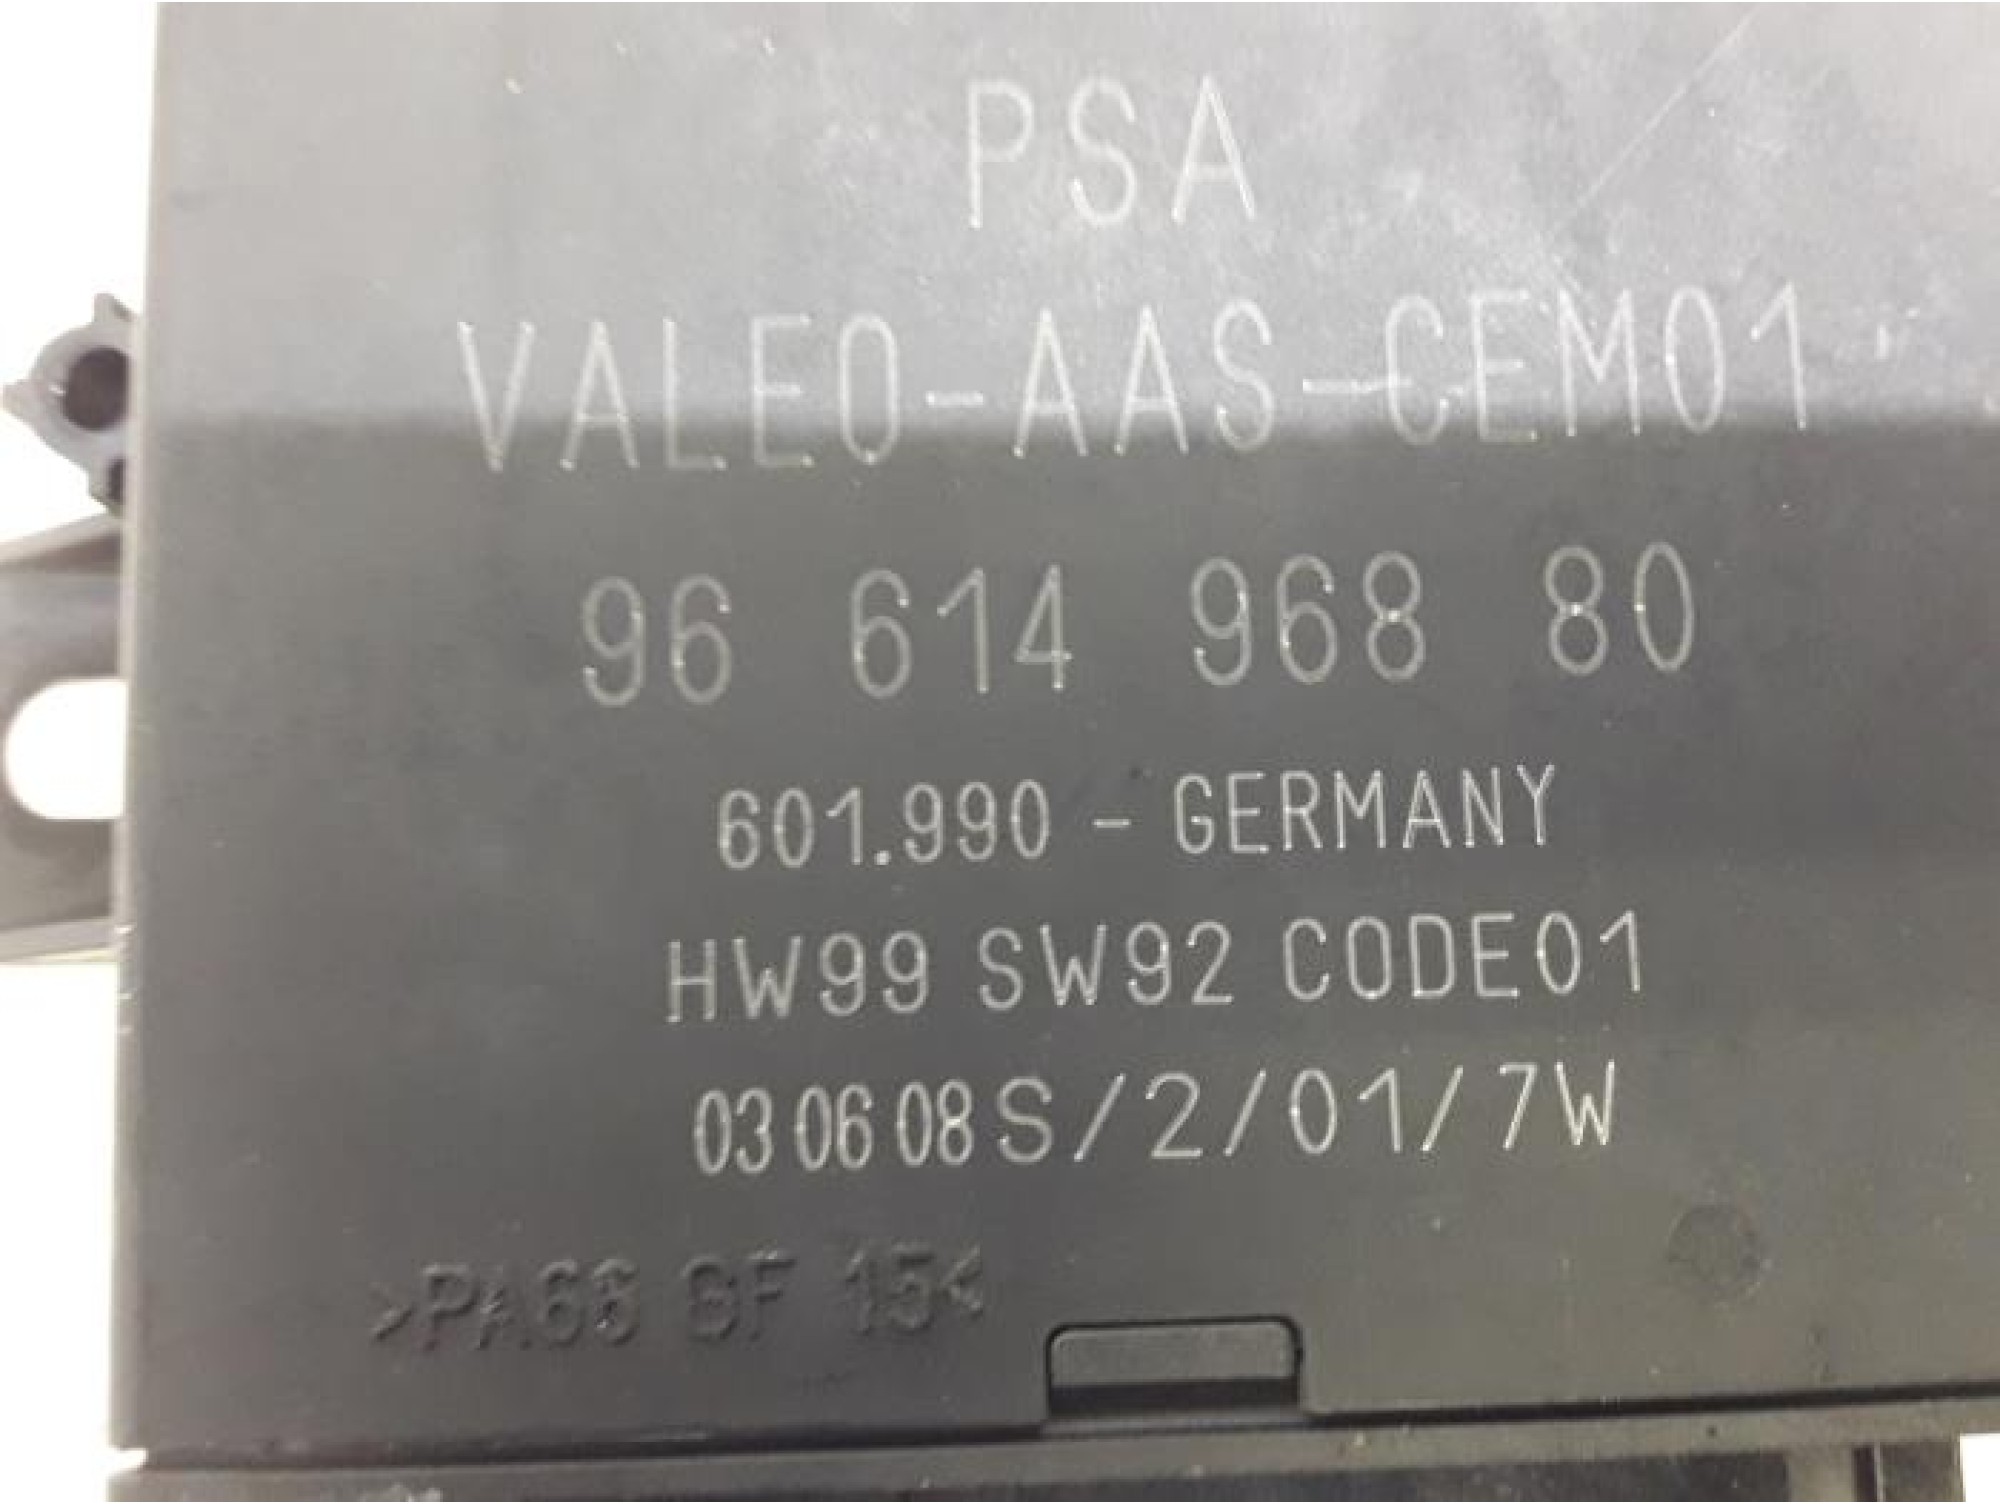 PSA
VALEO-AAS-CEM01
96 614 968 80
601.990 - GERMANY
HW99 SW92 CODE01
03 06 08 S/2/01/7W
>PA66 GF 15<